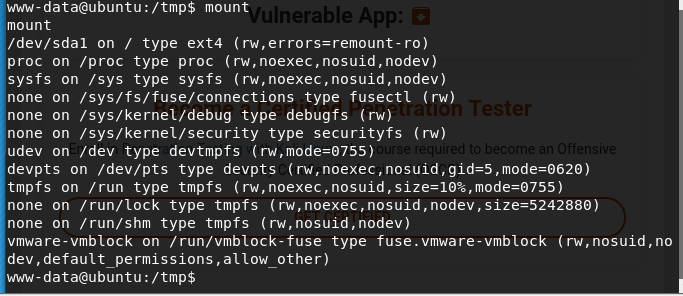 www-data@ubuntu:/tmp$ mount
Vulnerable App:
mount
/dev/sda1 on / type ext4 (rw,errors=remount-ro)
proc on /proc type proc (rw,noexec,nosuid,nodev)
sysfs on /sys type sysfs (rw,noexec,nosuid,nodev)
none on /sys/fs/fuse/connections type fusectl (rw)
Become a Certified Penetration Tester
none on /sys/kernel/debug type debugfs (rw)
none on /sys/kernel/security type securityfs (rw)
udev on /dev type devtmpfs (rw,mode=0755)
course required to become an Offensive
devpts on /dev/pts type devpts (rw,noexec,nosuid,gid=5,mode=0620)
tmpfs on /run type tmpfs (rw,noexec,nosuid,size=10%,mode=0755)
none on /run/lock type tmpfs (rw,noexec,nosuid,nodev,size=5242880)
GET CERTIFIED
none on /run/shm type tmpfs (rw,nosuid,nodev)
vmware-vmblock on /run/vmblock-fuse type fuse.vmware-vmblock (rw,nosuid,no
dev,default_permissions,allow_other)
www-data@ubuntu:/tmp$